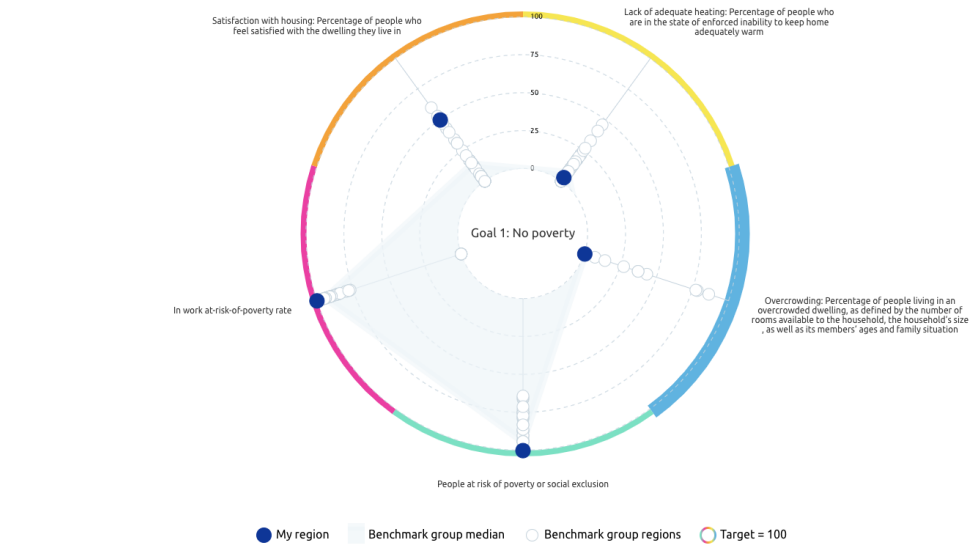 Satisfaction with housing: Percentage of people who
feel satisfied with the dwelling they live in
100
Lack of adequate heating: Percentage of people who
are in the state of enforced inability to keep home
adequately warm
75
50
25
0
Goal 1: No poverty
In work at-risk-of-poverty rate
Overcrowding: Percentage of people living in an
overcrowded dwelling, as defined by the number of
rooms available to the household, the household's size
, as well as its members' ages and family situation
People at risk of poverty or social exclusion
My region
Benchmark group median
Benchmark group regions
Target = 100